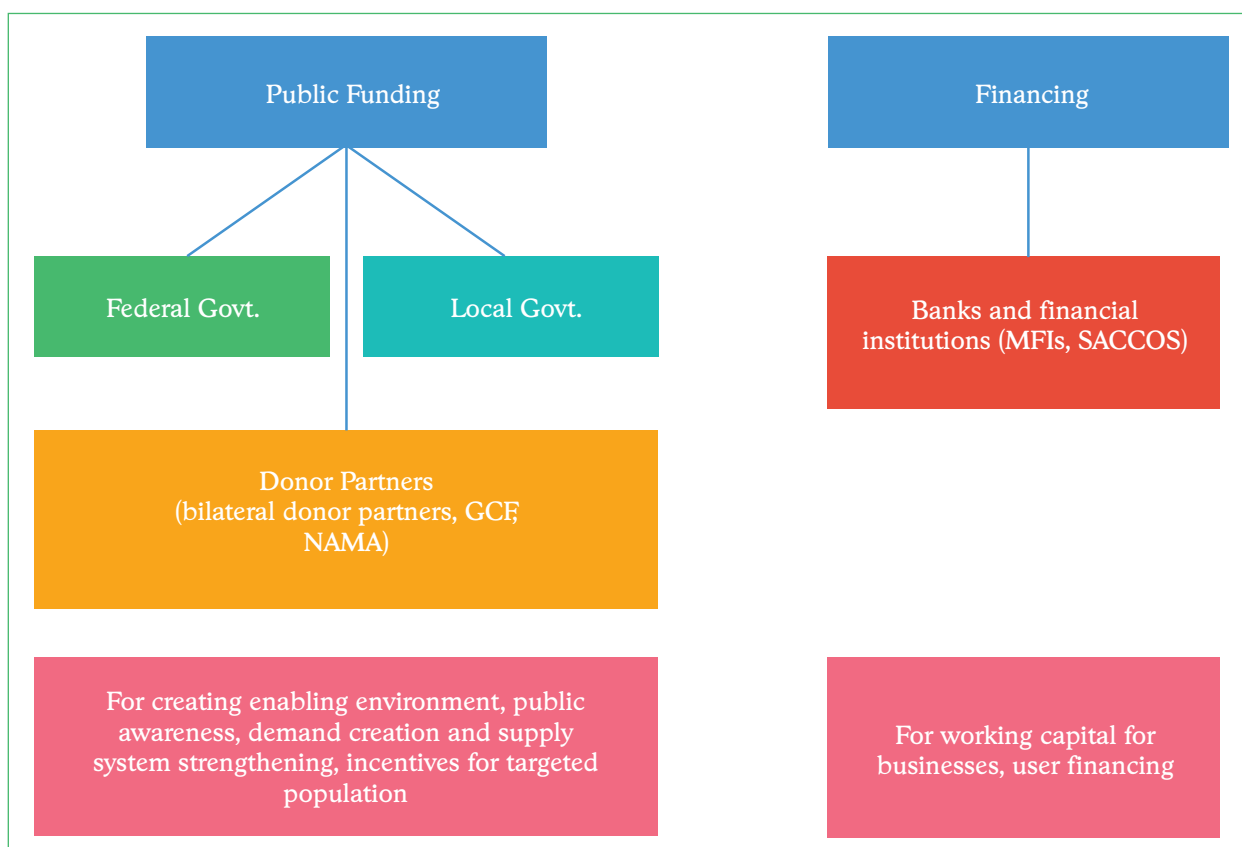 Public Funding
Financing
Federal Govt.
Local Govt.
Banks and financial
institutions (MFIs, SACCOS)
Donor Partners
(bilateral donor partners, GCF,
NAMA)
For creating enabling environment, public
awareness, demand creation and supply
system strengthening, incentives for targeted
population
For working capital for
businesses, user financing